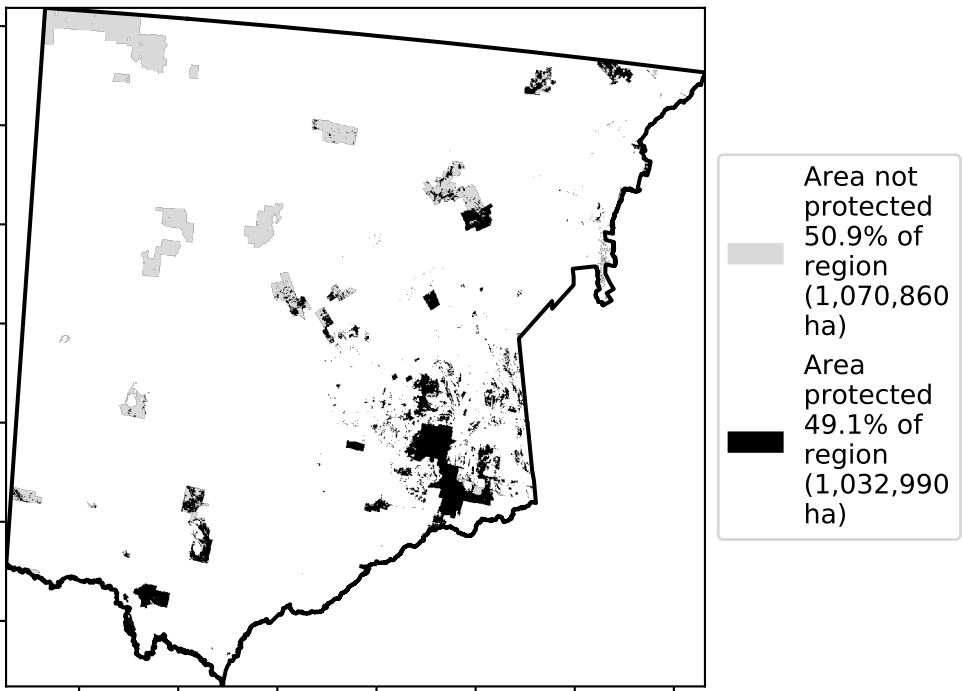 Area not
protected
50.9% of
region
(1,070,860
ha)
Area
protected
49.1% of
region
(1,032,990
ha)